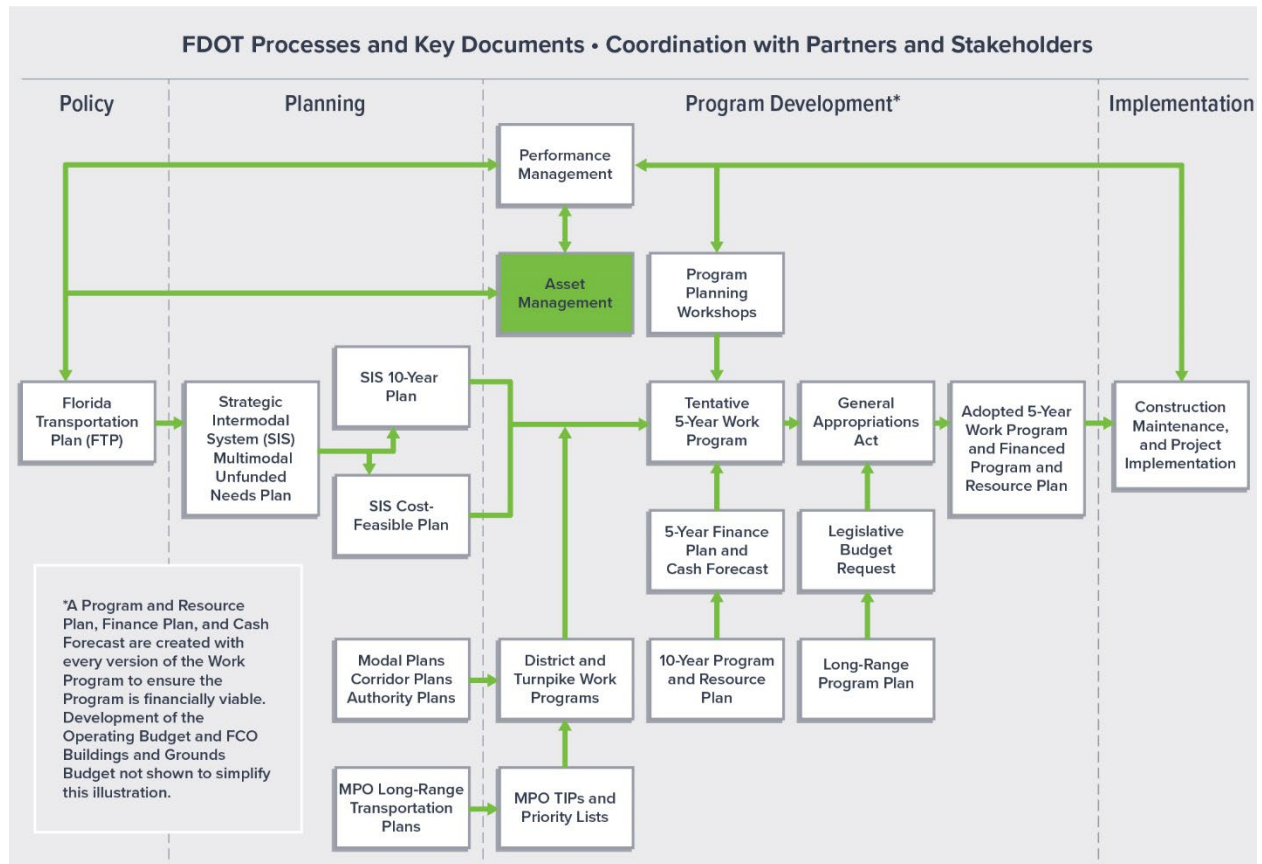 FDOT Processes and Key Documents • Coordination with Partners and Stakeholders
Policy
Planning
Program Development*
Implementation
Performance
Management
Asset
Management
Program
Planning
Workshops
Florida
Transportation
Plan (FTP)
Strategic
Intermodal
System (SIS)
Multimodal
Unfunded
Needs Plan
SIS 10-Year
Plan
SIS Cost-
Feasible Plan
Tentative
5-Year Work
Program
General
Appropriations
Act
Adopted 5-Year
Work Program
and Financed
Program and
Resource Plan
Construction
Maintenance,
and Project
Implementation
5-Year Finance
Plan and
Cash Forecast
Legislative
Budget
Request
*A Program and Resource
Plan, Finance Plan, and Cash
Forecast are created with
every version of the Work
Program to ensure the
Program is financially viable.
Development of the
Operating Budget and FCO
Buildings and Grounds
Budget not shown to simplify
this illustration.
Modal Plans
Corridor Plans
Authority Plans
District and
Turnpike Work
Programs
10-Year Program
and Resource
Plan
Long-Range
Program Plan
MPO Long-Range
Transportation
Plans
MPO TIPs and
Priority Lists